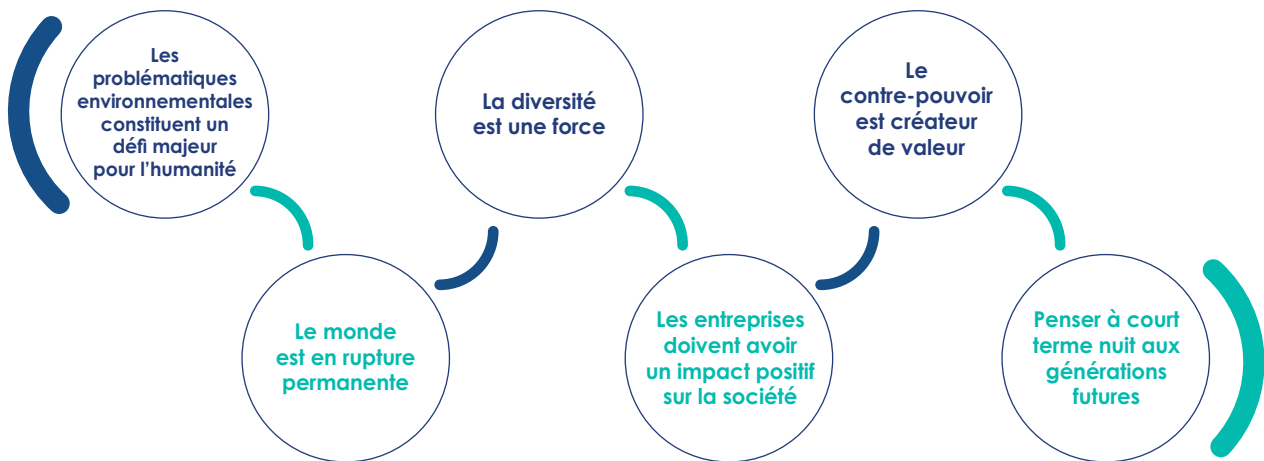 Les
problématiques
environnementales
constituent un
défi majeur
pour l’humanité
Le monde
est en rupture
permanente
La diversité
est une force
Les entreprises
doivent avoir
un impact positif
sur la société
Le
contre-pouvoir
est créateur
de valeur
Penser à court
terme nuit aux
générations
futures